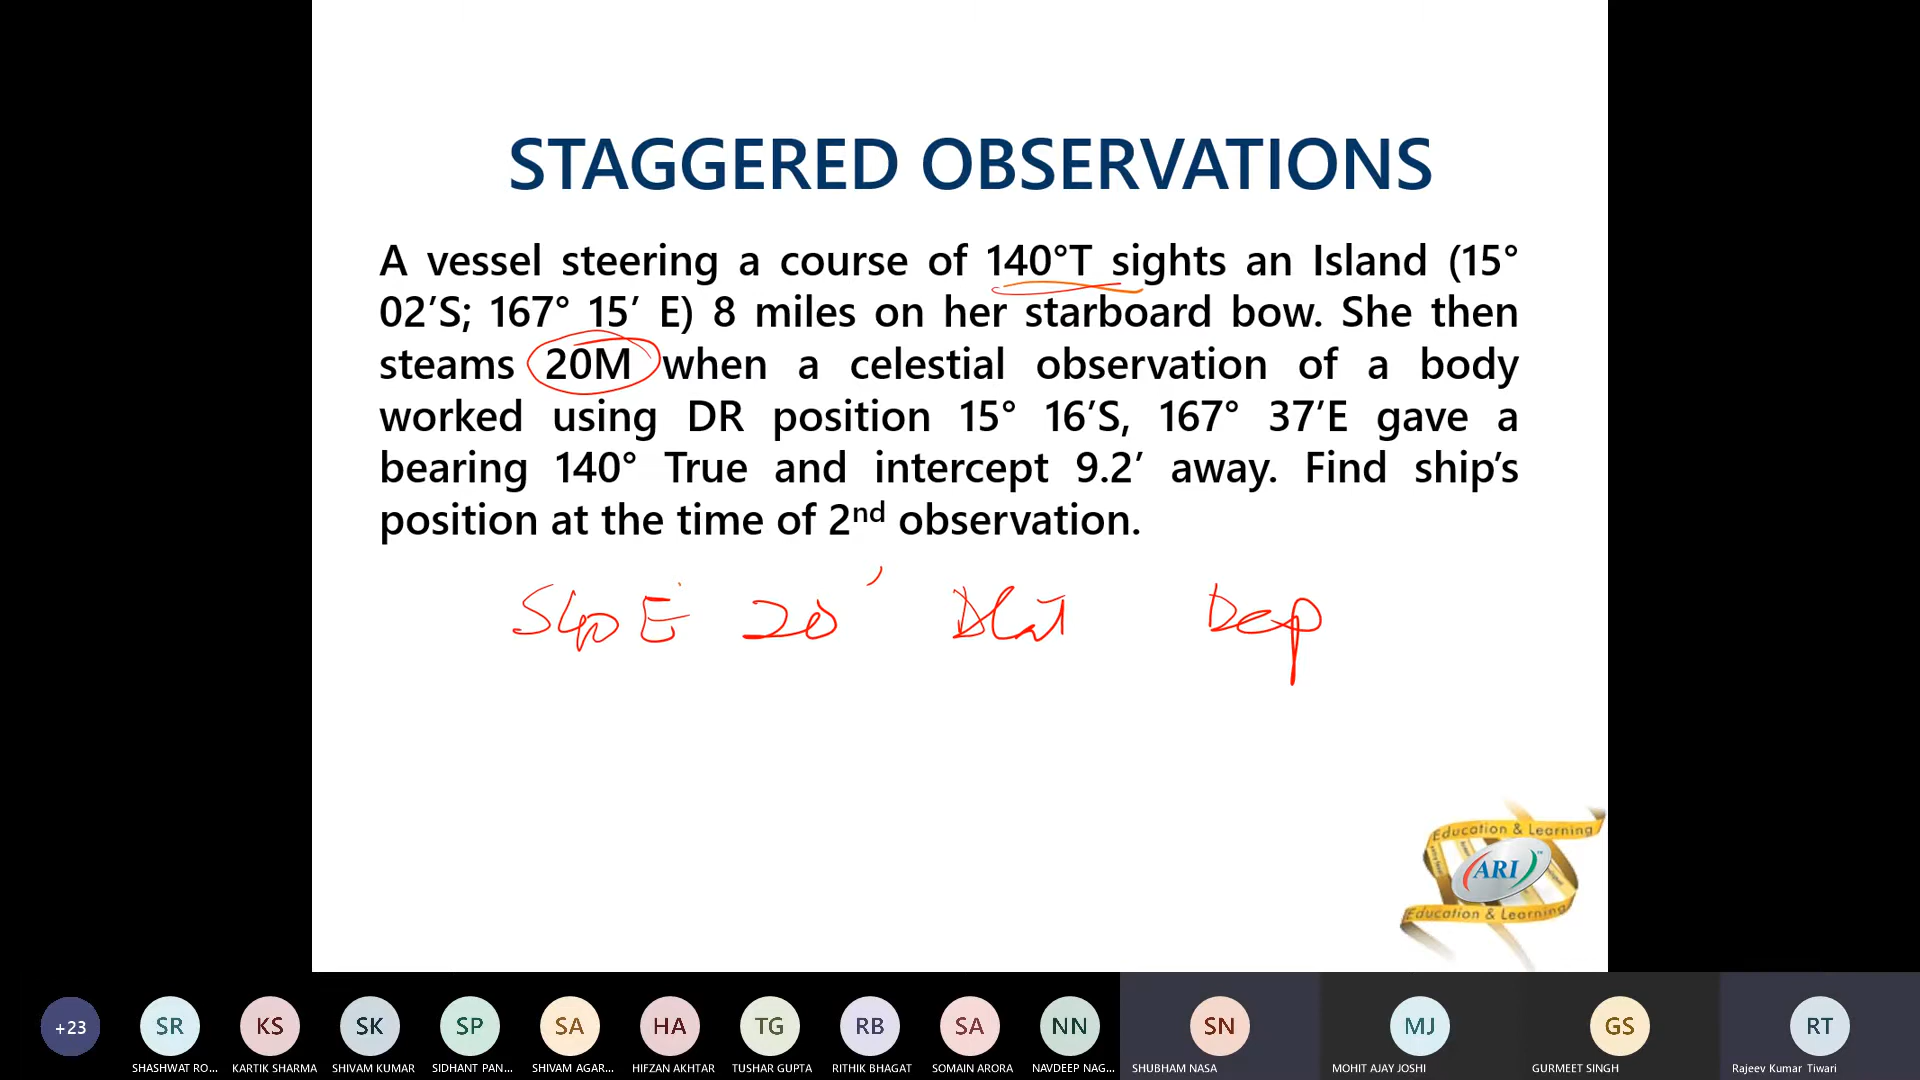 STAGGERED OBSERVATIONS
A vessel steering a course of 140°T sights an Island (15°
02’S; 167° 15’ E) 8 miles on her starboard bow. She then
steams 20M when a celestial observation of a body
worked using DR position 15° 16’S, 167° 37’E gave a
bearing 140° True and intercept 9.2’ away. Find ship’s
position at the time of 2nd observation.
S40E 20’ DLat Dep
Education & Learning
ARI
Education & Learning
+23 SR KS SK SP SA HA TG RB SA NN SN MJ GS RT
SHASHWAT RO... KARTIK SHARMA SHIVAM KUMAR SIDHANT PAN... SHIVAM AGAR... HIFZAN AKHTAR TUSHAR GUPTA RITHIK BHAGAT SOMAIN ARORA NAVDEEP NAG... SHUBHAM NASA MOHIT AJAY JOSHI GURMEET SINGH Rajeev Kumar Tiwari